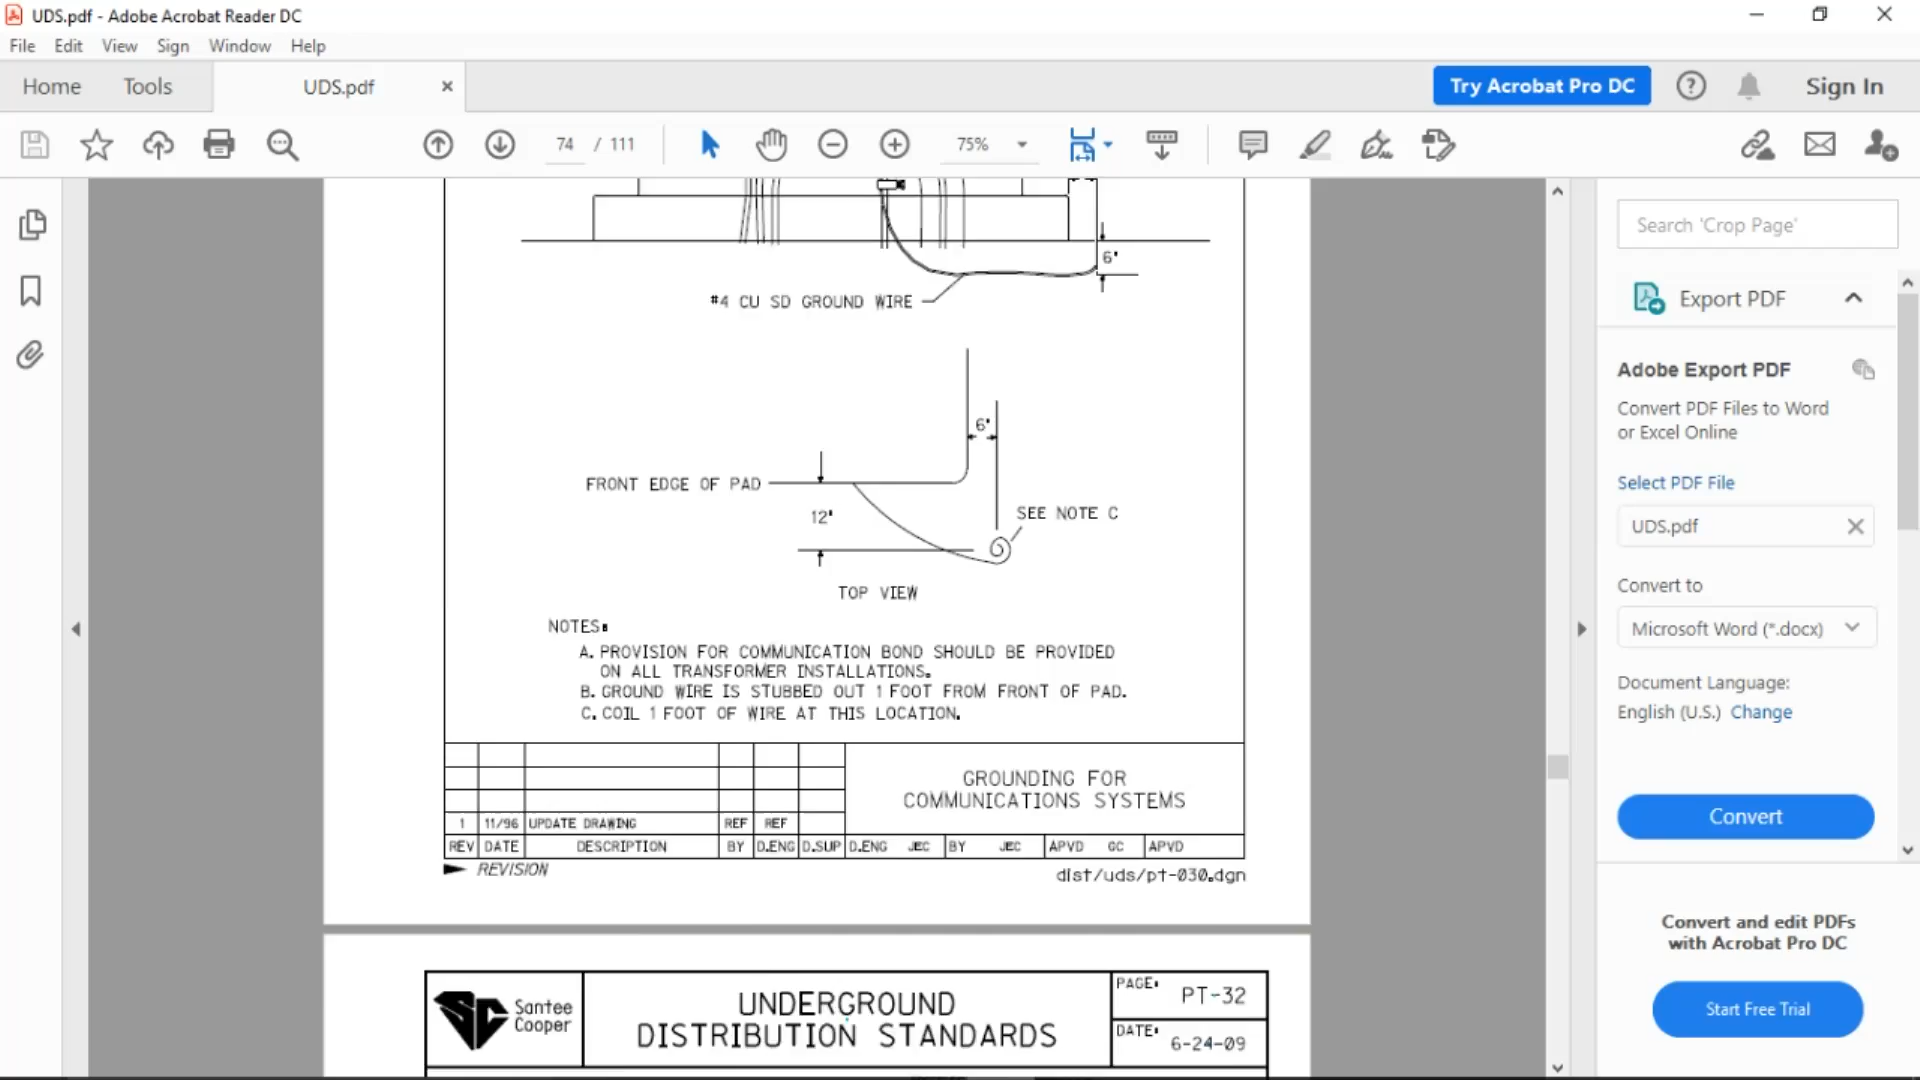 UDS.pdf - Adobe Acrobat Reader DC
File Edit View Sign Window Help
Home Tools UDS.pdf
Try Acrobat Pro DC
Sign In
74 / 111
75%
6"
#4 CU SD GROUND WIRE
6"
FRONT EDGE OF PAD
12"
SEE NOTE C
TOP VIEW
NOTES:
A. PROVISION FOR COMMUNICATION BOND SHOULD BE PROVIDED
ON ALL TRANSFORMER INSTALLATIONS.
B. GROUND WIRE IS STUBBED OUT 1 FOOT FROM FRONT OF PAD.
C. COIL 1 FOOT OF WIRE AT THIS LOCATION.
GROUNDING FOR
COMMUNICATIONS SYSTEMS
1 11/96 UPDATE DRAWING REF REF
REV DATE DESCRIPTION BY D.ENG D.SUP D.ENG JEC BY JEC APVD GC APVD
REVISION
dist/uds/pt-030.dgn
Santee
Cooper
UNDERGROUND
DISTRIBUTION STANDARDS
PAGE: PT-32
DATE: 6-24-09
Search 'Crop Page'
Export PDF
Adobe Export PDF
Convert PDF Files to Word
or Excel Online
Select PDF File
UDS.pdf
Convert to
Microsoft Word (*.docx)
Document Language:
English (U.S.) Change
Convert
Convert and edit PDFs
with Acrobat Pro DC
Start Free Trial